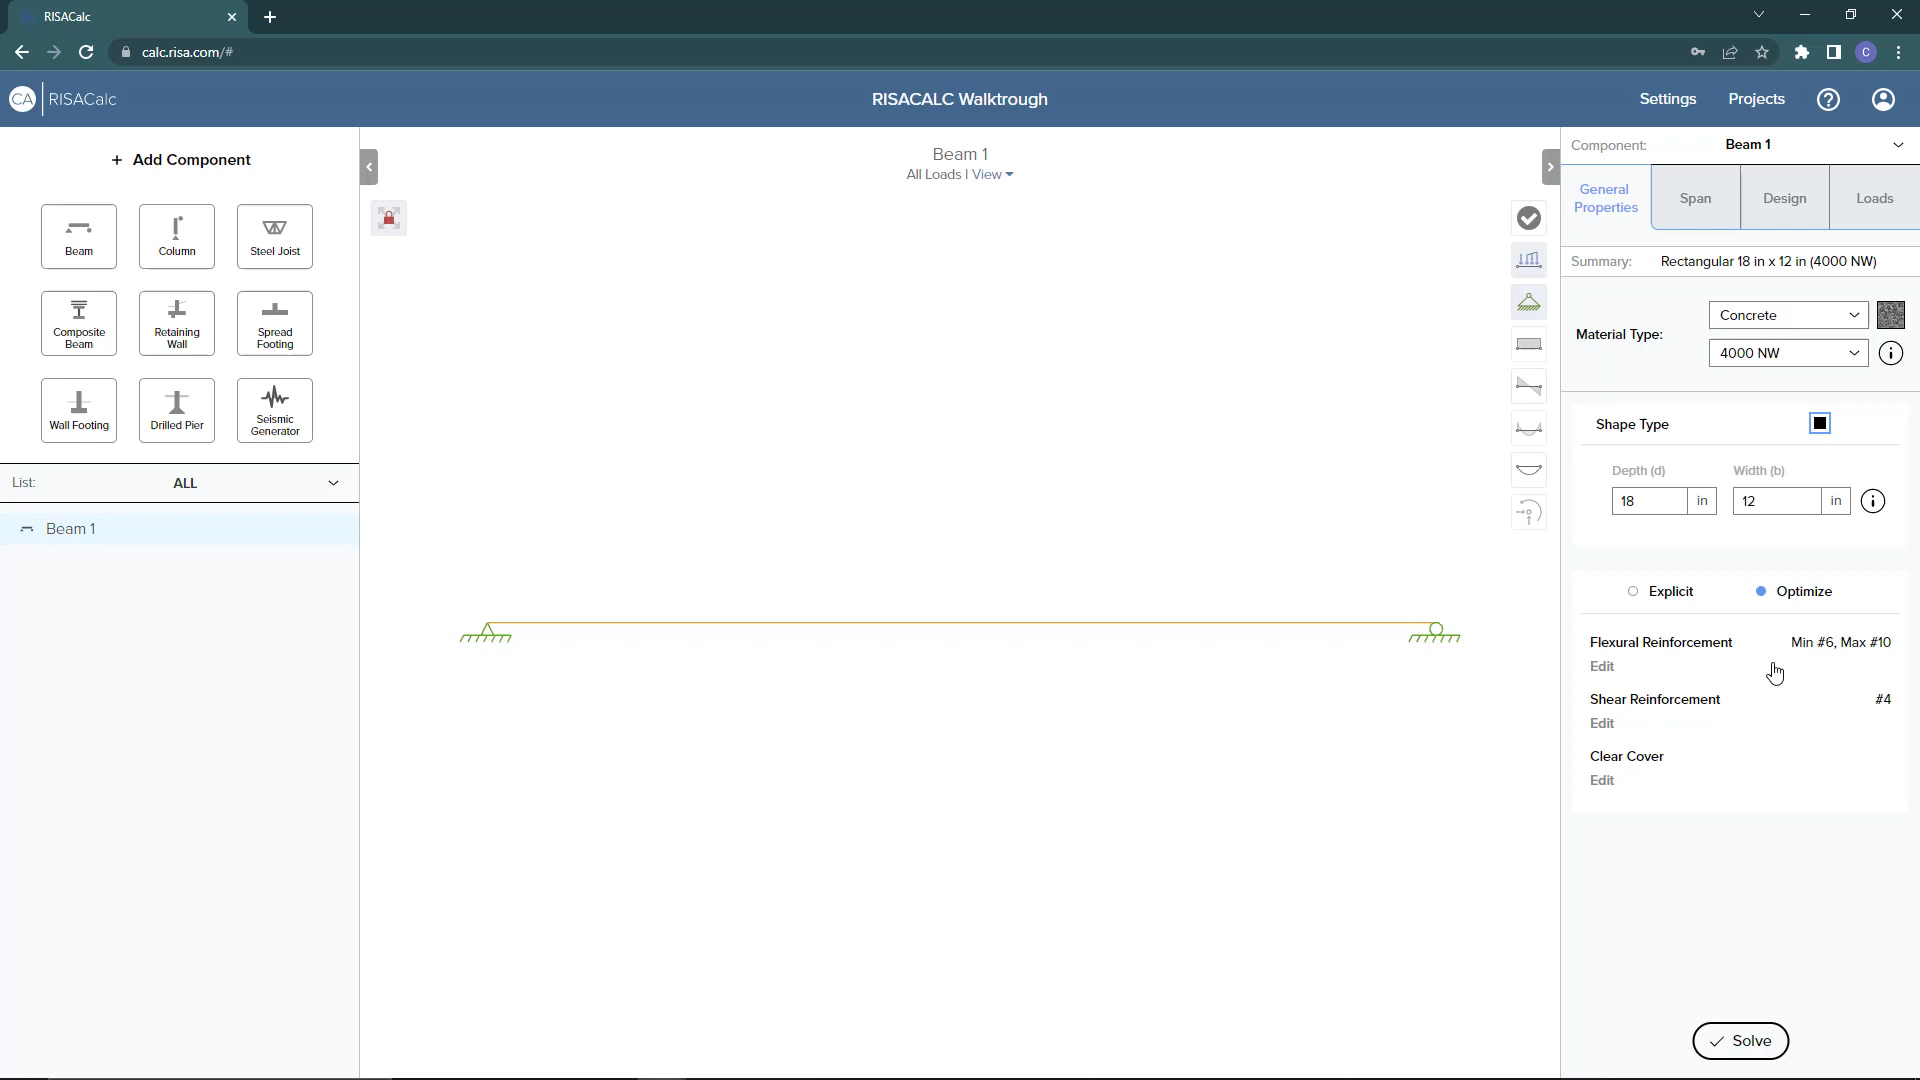 RISACalc
calc.risa.com/#
C
CA RISACalc
RISACALC Walktrough
Settings
Projects
?
+ Add Component
Beam
Column
Steel Joist
Composite
Beam
Retaining
Wall
Spread
Footing
Wall Footing
Drilled Pier
Seismic
Generator
List:
ALL
Beam 1
Beam 1
All Loads | View
Component:
Beam 1
General
Properties
Span
Design
Loads
Summary:
Rectangular 18 in x 12 in (4000 NW)
Material Type:
Concrete
4000 NW
i
Shape Type
Depth (d)
Width (b)
18 in
12 in
i
Explicit
Optimize
Flexural Reinforcement
Min #6, Max #10
Edit
Shear Reinforcement
#4
Edit
Clear Cover
Edit
Solve